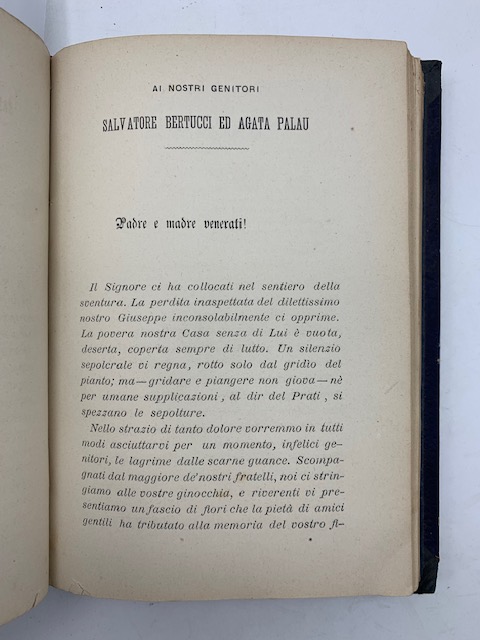 AI NOSTRI GENITORI
SALVATORE BERTUCCI ED AGATA PALAU
Padre e madre venerati!
Il Signore ci ha collocati nel sentiero della
sventura. La perdita inaspettata del dilettissimo
nostro Giuseppe inconsolabilmente ci opprime.
La povera nostra Casa senza di Lui è vuota,
deserta, coperta sempre di lutto. Un silenzio
sepolcrale vi regna, rotto solo dal gridìo del
pianto; ma—gridare e piangere non giova—nè
per umane supplicazioni, al dir del Prati, si
spezzano le sepolture.
Nello strazio di tanto dolore vorremmo in tutti
modi asciuttarvi per un momento, infelici ge-
nitori, le lagrime dalle scarne guance. Scompa-
gnati dal maggiore de'nostri fratelli, noi ci strin-
giamo alle vostre ginocchia, e riverenti vi pre-
sentiamo un fascio di fiori che la pietà di amici
gentili ha tributato alla memoria del vostro fi-